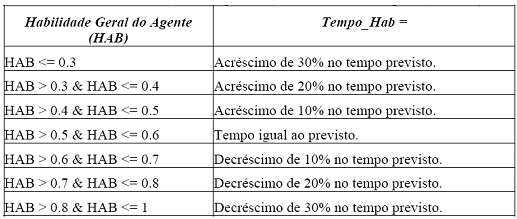 Habilidade Geral do Agente Tempo_Hab =
(HAB)
HAB <= 0.3 Acréscimo de 30% no tempo previsto.
HAB > 0.3 & HAB <= 0.4 Acréscimo de 20% no tempo previsto.
HAB > 0.4 & HAB <= 0.5 Acréscimo de 10% no tempo previsto.
HAB > 0.5 & HAB <= 0.6 Tempo igual ao previsto.
HAB > 0.6 & HAB <= 0.7 Decréscimo de 10% no tempo previsto.
HAB > 0.7 & HAB <= 0.8 Decréscimo de 20% no tempo previsto.
HAB > 0.8 & HAB <= 1 Decréscimo de 30% no tempo previsto.